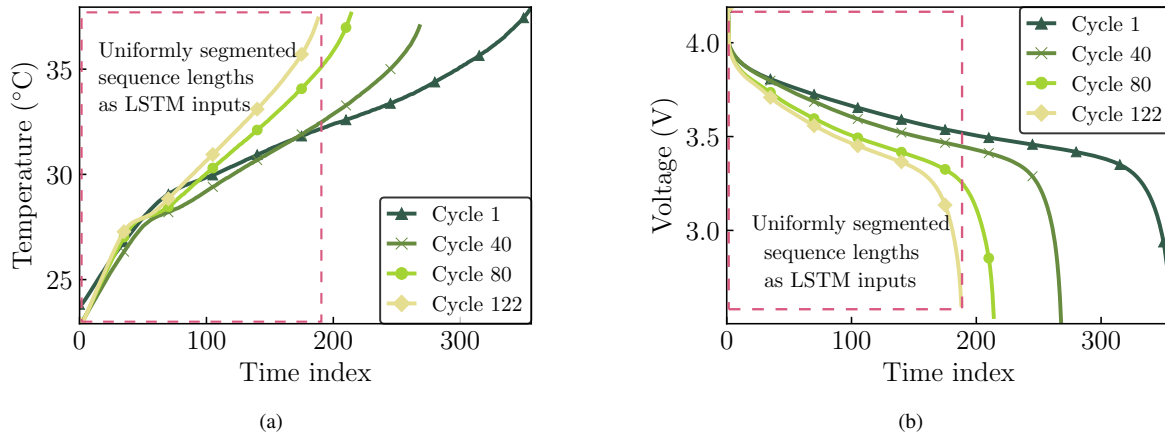 Temperature (°C)
35
30
25
0
100
200
300
Time index
Uniformly segmented
sequence lengths
as LSTM inputs
Cycle 1
Cycle 40
Cycle 80
Cycle 122
(a)
Voltage (V)
4.0
3.5
3.0
0
100
200
300
Time index
Cycle 1
Cycle 40
Cycle 80
Cycle 122
Uniformly segmented
sequence lengths
as LSTM inputs
(b)